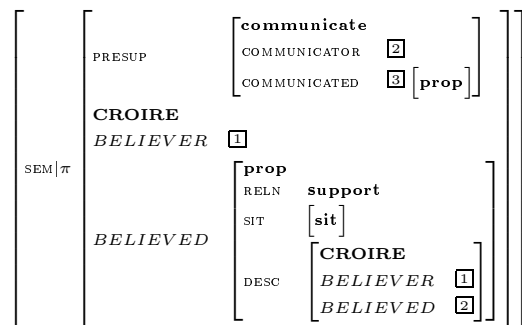 communicate
PRESUP COMMUNICATOR 2
COMMUNICATED 3 [prop]
CROIRE
BELIEVER 1
SEM|π
prop
RELN support
SIT [sit]
BELIEVED
CROIRE
DESC BELIEVER 1
BELIEVED 2